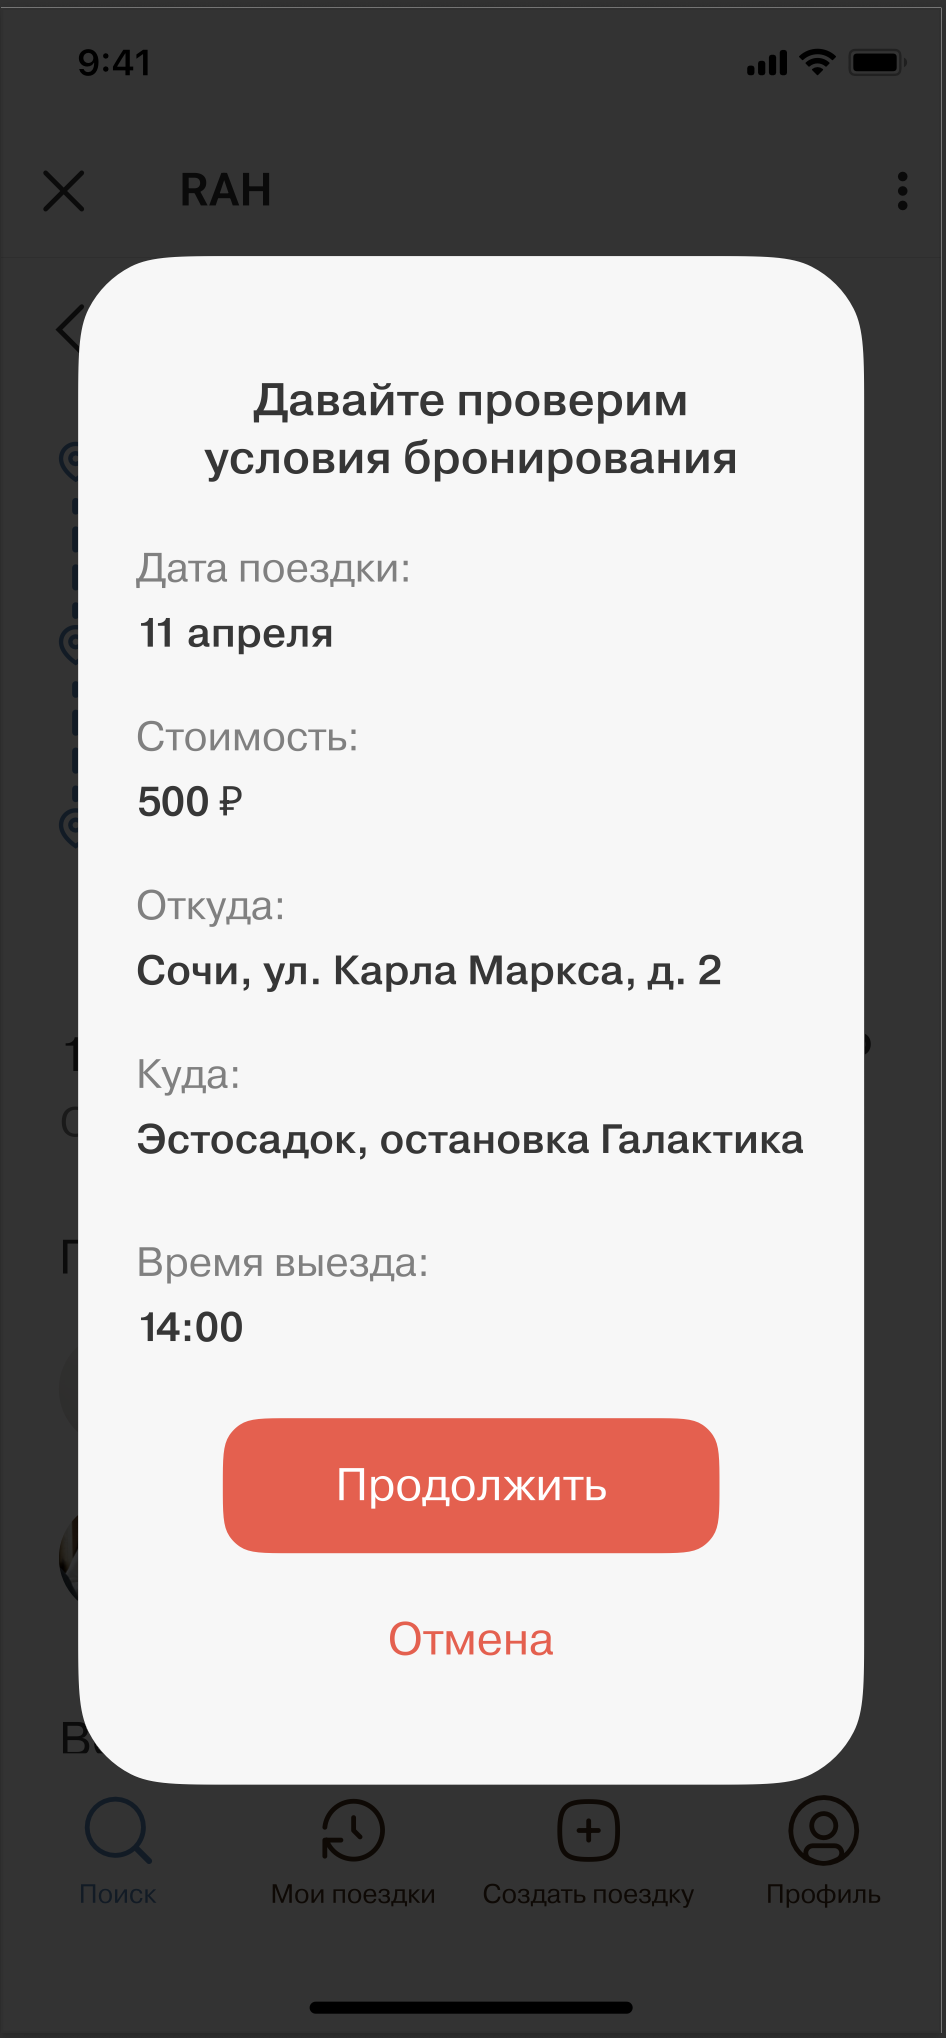 9:41
RAH
Давайте проверим
условия бронирования
Дата поездки:
11 апреля
Стоимость:
500 ₽
Откуда:
Сочи, ул. Карла Маркса, д. 2
Куда:
Эстосадок, остановка Галактика
Время выезда:
14:00
Продолжить
Отмена
Поиск
Мои поездки
Создать поездку
Профиль